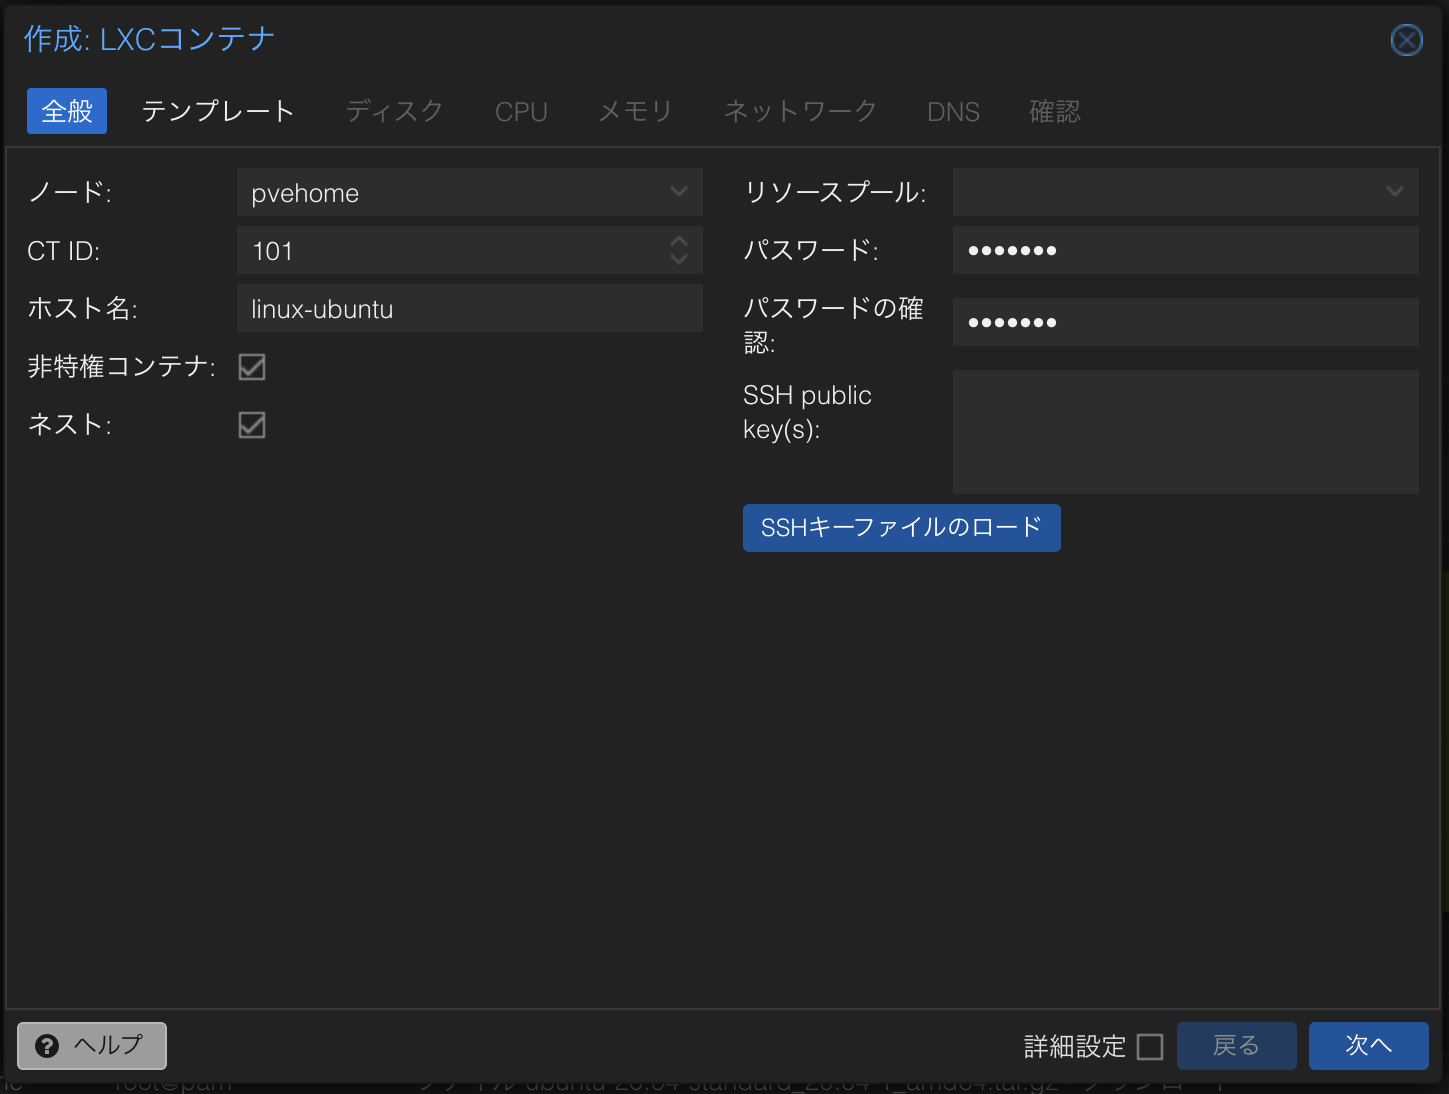 作成: LXCコンテナ
全般 テンプレート ディスク CPU メモリ ネットワーク DNS 確認
ノード: pvehome
CT ID: 101
ホスト名: linux-ubuntu
非特権コンテナ:
ネスト:
リソースプール:
パスワード: •••••••
パスワードの確
認: •••••••
SSH public
key(s):
SSHキーファイルのロード
ヘルプ
詳細設定 戻る 次へ
root@pam